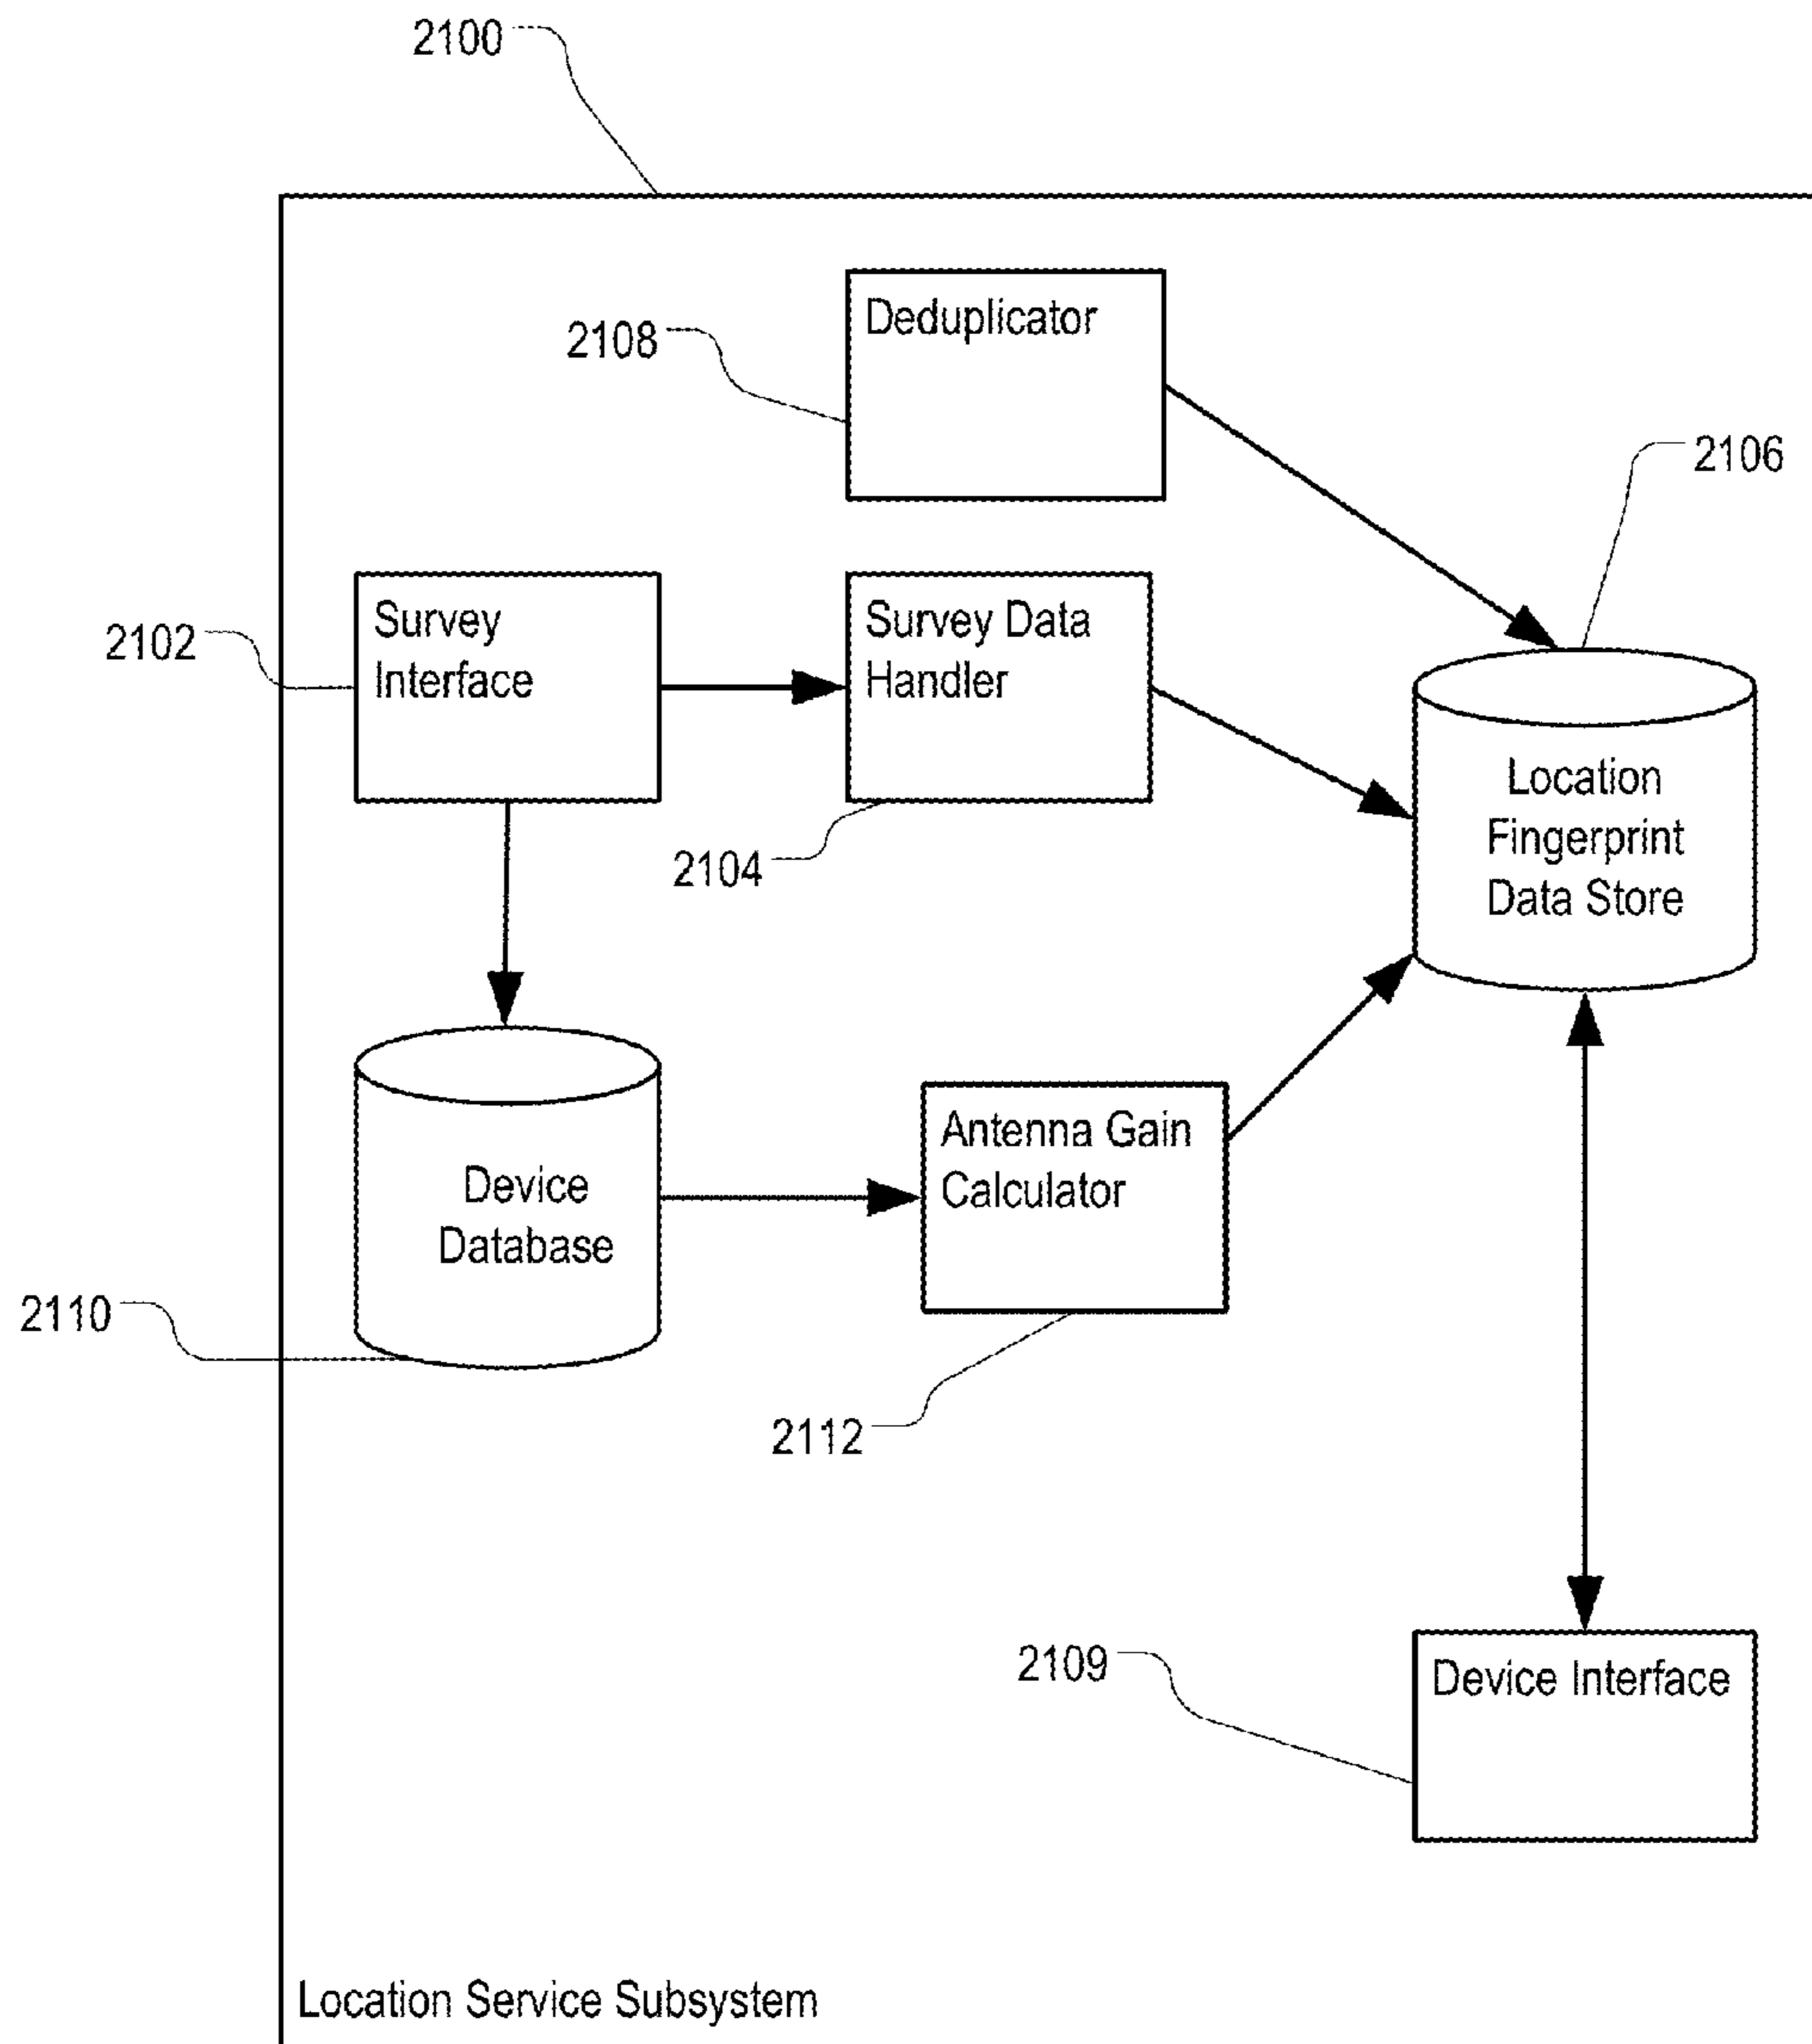 2100
Deduplicator
2108
2106
Survey
Interface
2102
Survey Data
Handler
2104
Location
Fingerprint
Data Store
Device
Database
2110
Antenna Gain
Calculator
2112
2109
Device Interface
Location Service Subsystem